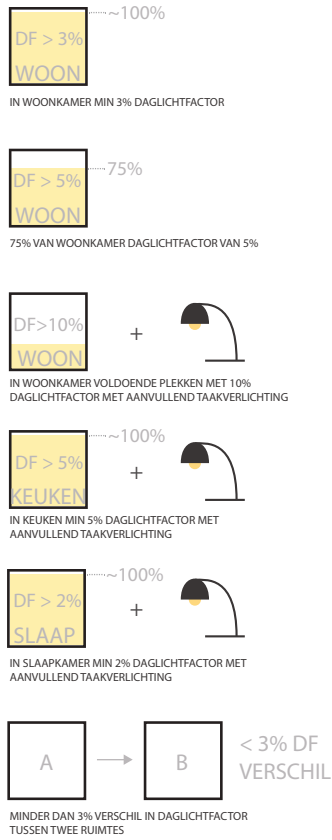 ~100%
DF > 3%
WOON
IN WOONKAMER MIN 3% DAGLICHTFACTOR
75%
DF > 5%
WOON
75% VAN WOONKAMER DAGLICHTFACTOR VAN 5%
DF>10%
+
WOON
IN WOONKAMER VOLDOENDE PLEKKEN MET 10%
DAGLICHTFACTOR MET AANVULLEND TAAKVERLICHTING
~100%
DF > 5%
+
KEUKEN
IN KEUKEN MIN 5% DAGLICHTFACTOR MET
AANVULLEND TAAKVERLICHTING
~100%
DF > 2%
+
SLAAP
IN SLAAPKAMER MIN 2% DAGLICHTFACTOR MET
AANVULLEND TAAKVERLICHTING
A
B
< 3% DF
VERSCHIL
MINDER DAN 3% VERSCHIL IN DAGLICHTFACTOR
TUSSEN TWEE RUIMTES